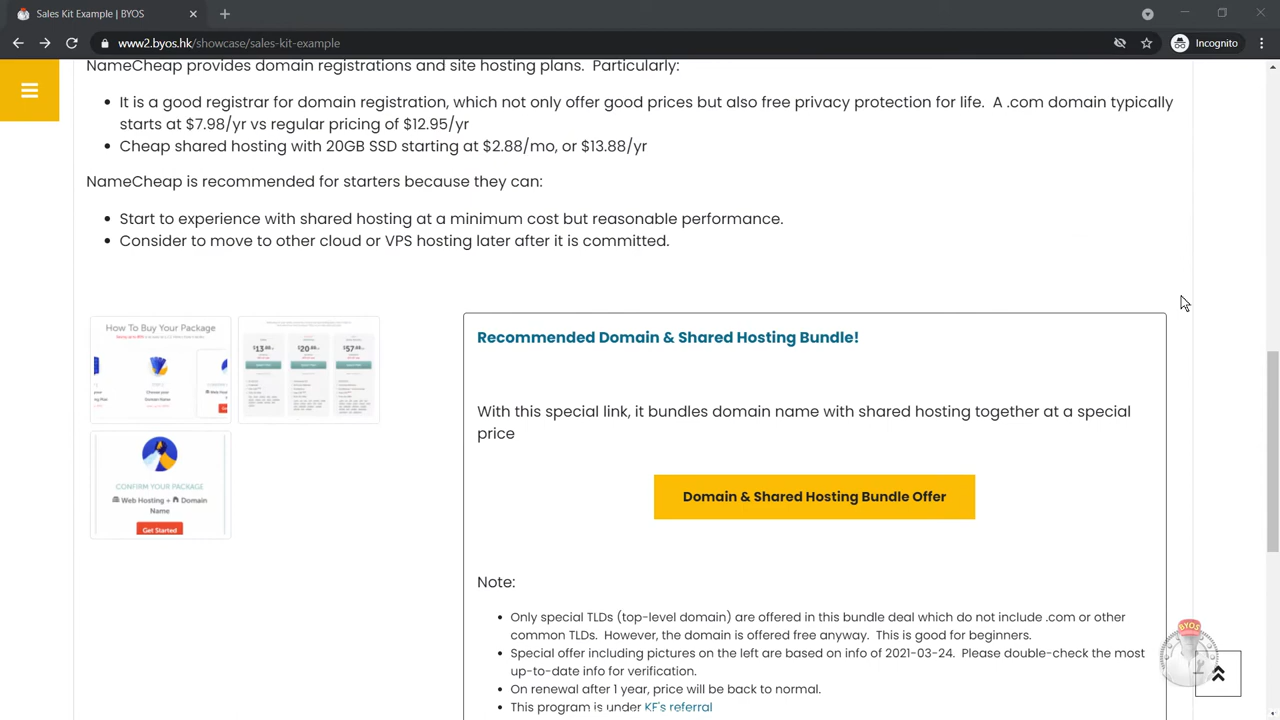 Sales Kit Example | BYOS
www2.byos.hk/showcase/sales-kit-example
Incognito
NameCheap provides domain registrations and site hosting plans. Particularly:
It is a good registrar for domain registration, which not only offer good prices but also free privacy protection for life. A .com domain typically
starts at $7.98/yr vs regular pricing of $12.95/yr
Cheap shared hosting with 20GB SSD starting at $2.88/mo, or $13.88/yr
NameCheap is recommended for starters because they can:
Start to experience with shared hosting at a minimum cost but reasonable performance.
Consider to move to other cloud or VPS hosting later after it is committed.
How To Buy Your Package
Choose your
Domain Name
Web Host
CONFIRM YOUR PACKAGE
Web Hosting + Domain
Name
Get Started
Recommended Domain & Shared Hosting Bundle!
With this special link, it bundles domain name with shared hosting together at a special
price
Domain & Shared Hosting Bundle Offer
Note:
Only special TLDs (top-level domain) are offered in this bundle deal which do not include .com or other
common TLDs. However, the domain is offered free anyway. This is good for beginners.
Special offer including pictures on the left are based on info of 2021-03-24. Please double-check the most
up-to-date info for verification.
On renewal after 1 year, price will be back to normal.
This program is under KF's referral
BYOS